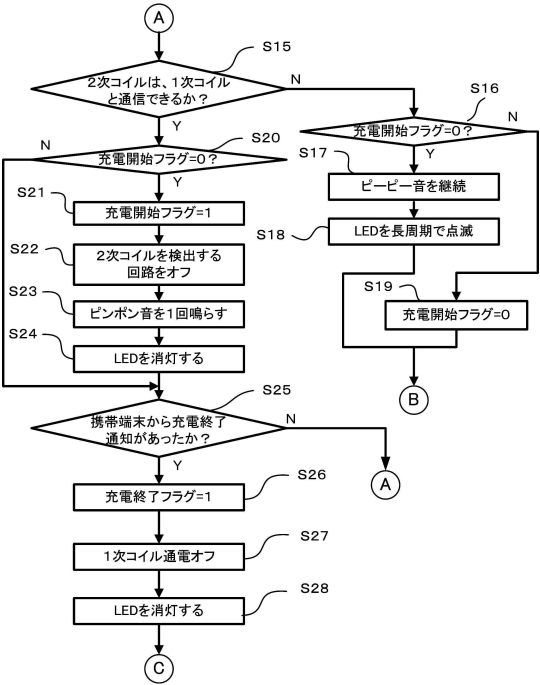 A
S15
2次コイルは、1次コイル
と通信できるか?
N
Y
S16
充電開始フラグ=0?
N
Y
S17
ピーピー音を継続
S18
LEDを長周期で点滅
S19
充電開始フラグ=0
B
S20
充電開始フラグ=0?
N
Y
S21
充電開始フラグ=1
S22
2次コイルを検出する
回路をオフ
S23
ピンポン音を1回鳴らす
S24
LEDを消灯する
S25
携帯端末から充電終了
通知があったか?
N
A
Y
S26
充電終了フラグ=1
S27
1次コイル通電オフ
S28
LEDを消灯する
C